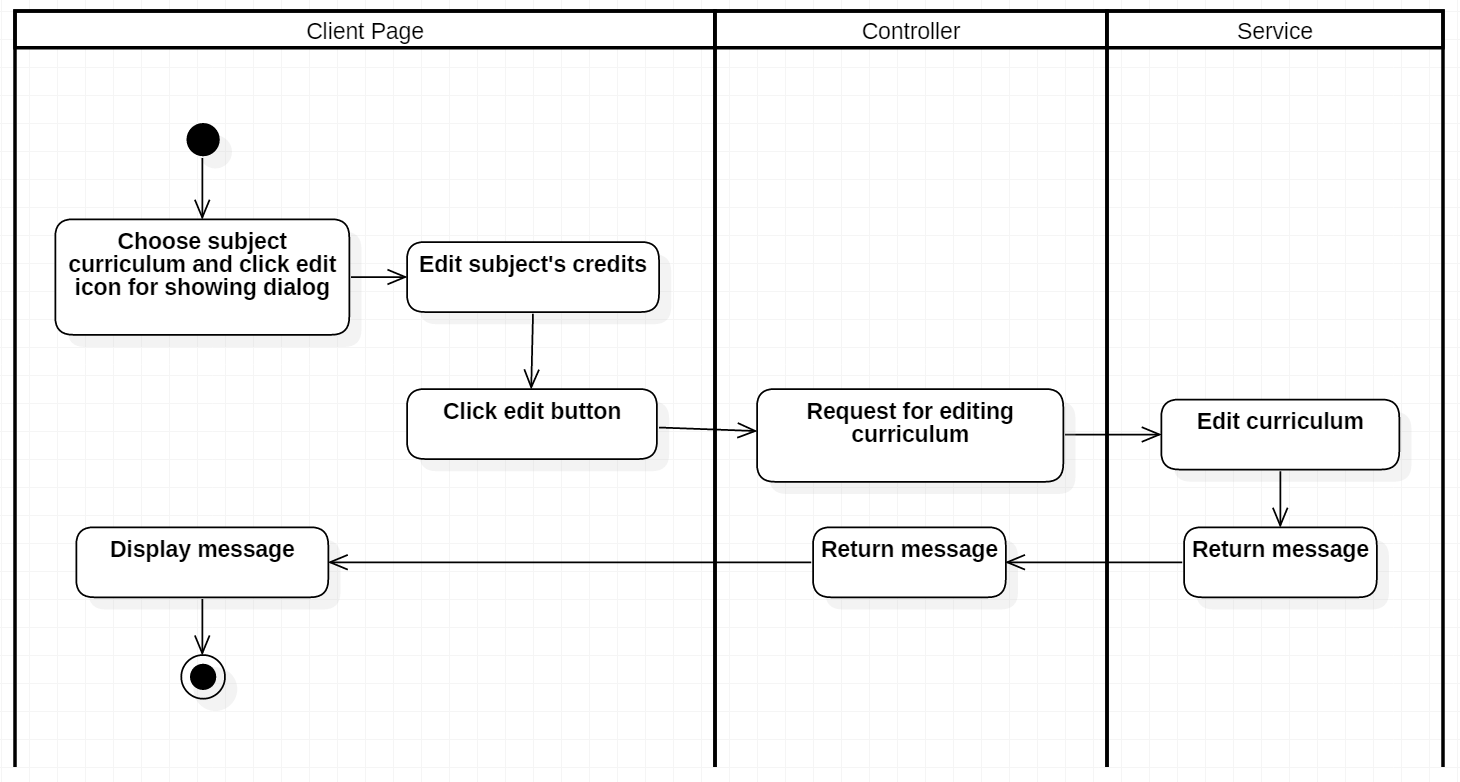 Client Page
Controller
Service
Choose subject
curriculum and click edit
icon for showing dialog
Edit subject's credits
Click edit button
Request for editing
curriculum
Edit curriculum
Display message
Return message
Return message